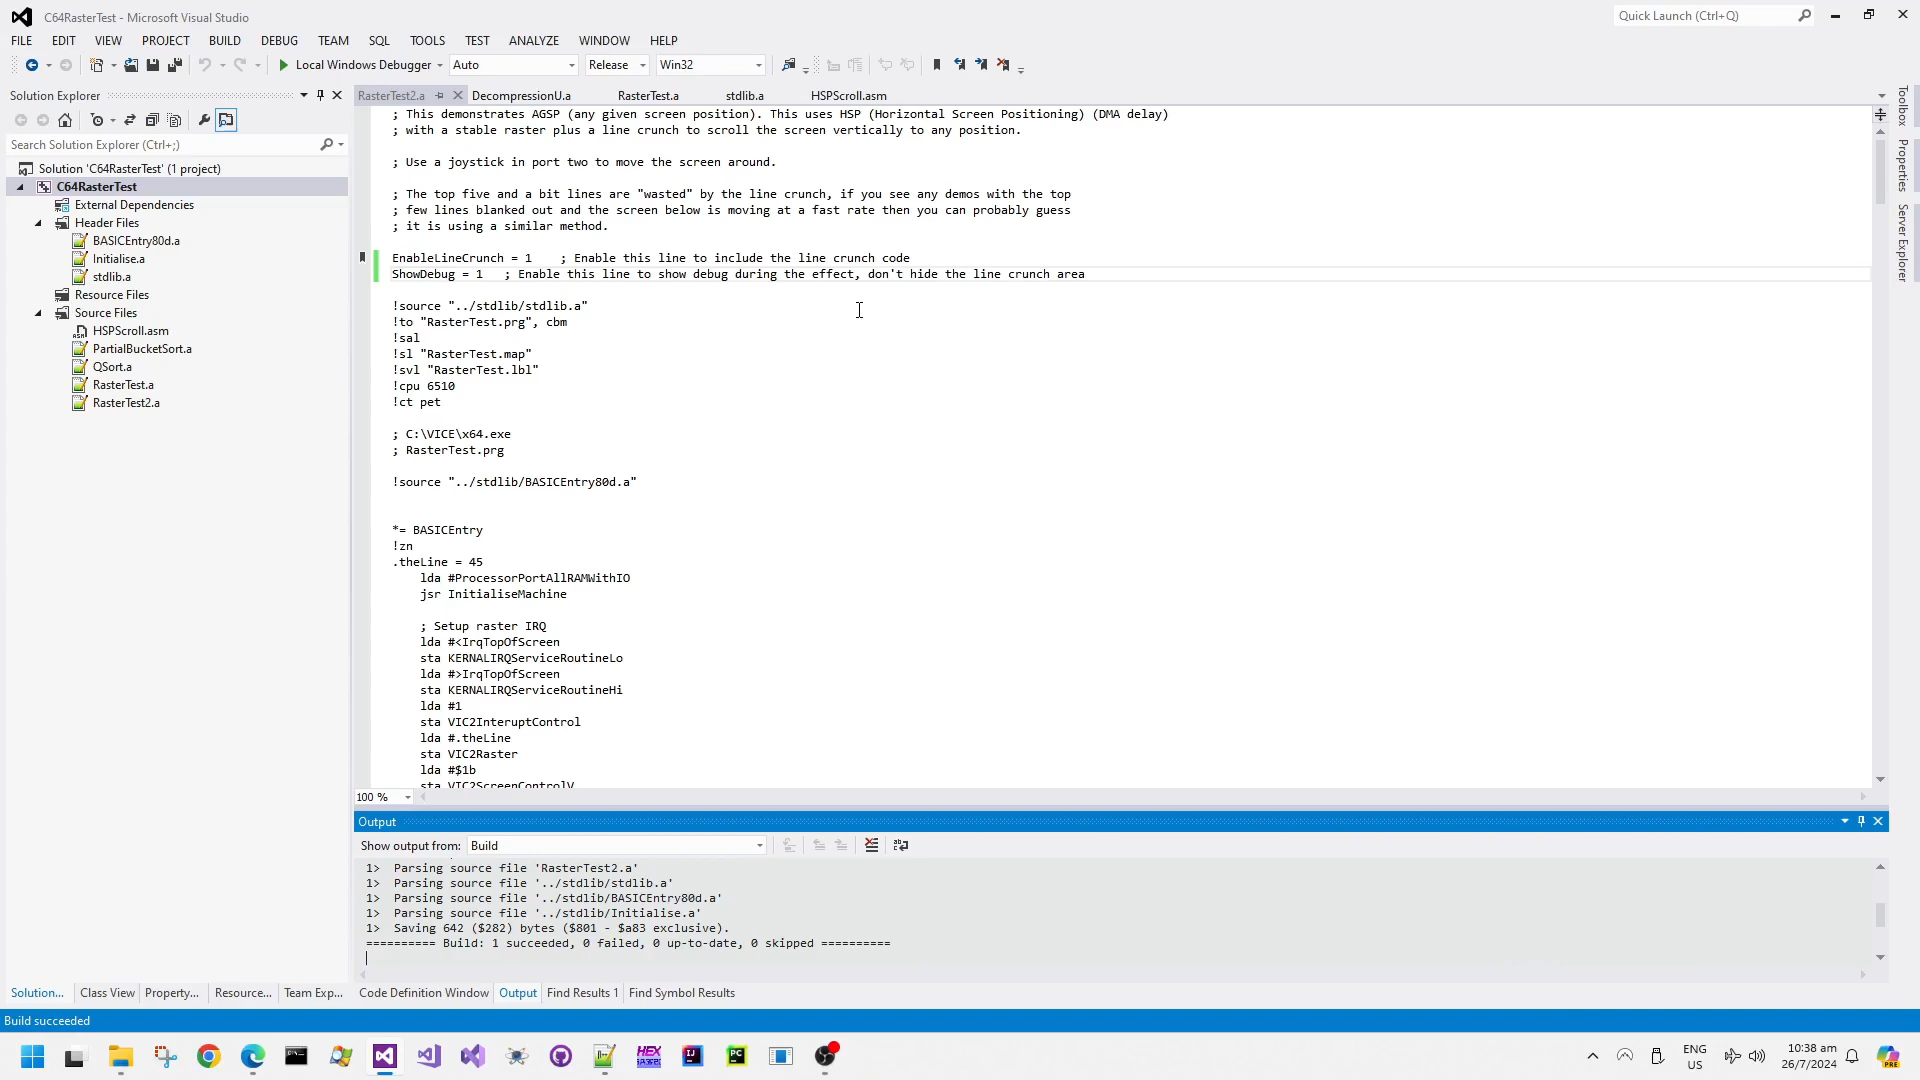 C64RasterTest - Microsoft Visual Studio
Quick Launch (Ctrl+Q)
FILE EDIT VIEW PROJECT BUILD DEBUG TEAM SQL TOOLS TEST ANALYZE WINDOW HELP
Local Windows Debugger Auto Release Win32
Solution Explorer
Search Solution Explorer (Ctrl+;)
Solution 'C64RasterTest' (1 project)
C64RasterTest
External Dependencies
Header Files
BASICEntry80d.a
Initialise.a
stdlib.a
Resource Files
Source Files
HSPScroll.asm
PartialBucketSort.a
QSort.a
RasterTest.a
RasterTest2.a
RasterTest2.a DecompressionU.a RasterTest.a stdlib.a HSPScroll.asm
; This demonstrates AGSP (any given screen position). This uses HSP (Horizontal Screen Positioning) (DMA delay)
; with a stable raster plus a line crunch to scroll the screen vertically to any position.
; Use a joystick in port two to move the screen around.
; The top five and a bit lines are "wasted" by the line crunch, if you see any demos with the top
; few lines blanked out and the screen below is moving at a fast rate then you can probably guess
; it is using a similar method.
EnableLineCrunch = 1    ; Enable this line to include the line crunch code
ShowDebug = 1   ; Enable this line to show debug during the effect, don't hide the line crunch area
!source "../stdlib/stdlib.a"
!to "RasterTest.prg", cbm
!sal
!sl "RasterTest.map"
!svl "RasterTest.lbl"
!cpu 6510
!ct pet
; C:\VICE\x64.exe
; RasterTest.prg
!source "../stdlib/BASICEntry80d.a"
*= BASICEntry
!zn
.theLine = 45
lda #ProcessorPortAllRAMWithIO
jsr InitialiseMachine
; Setup raster IRQ
lda #<IrqTopOfScreen
sta KERNALIRQServiceRoutineLo
lda #>IrqTopOfScreen
sta KERNALIRQServiceRoutineHi
lda #1
sta VIC2InteruptControl
lda #.theLine
sta VIC2Raster
lda #$1b
sta VIC2ScreenControlV
100 %
Toolbox
Properties
Server Explorer
Output
Show output from: Build
1>  Parsing source file 'RasterTest2.a'
1>  Parsing source file '../stdlib/stdlib.a'
1>  Parsing source file '../stdlib/BASICEntry80d.a'
1>  Parsing source file '../stdlib/Initialise.a'
1>  Saving 642 ($282) bytes ($801 - $a83 exclusive).
========== Build: 1 succeeded, 0 failed, 0 up-to-date, 0 skipped ==========
Solution... Class View Property... Resource... Team Exp... Code Definition Window Output Find Results 1 Find Symbol Results
Build succeeded
HEX
IJ
PC
ENG
US
10:38 am
26/7/2024
PRE